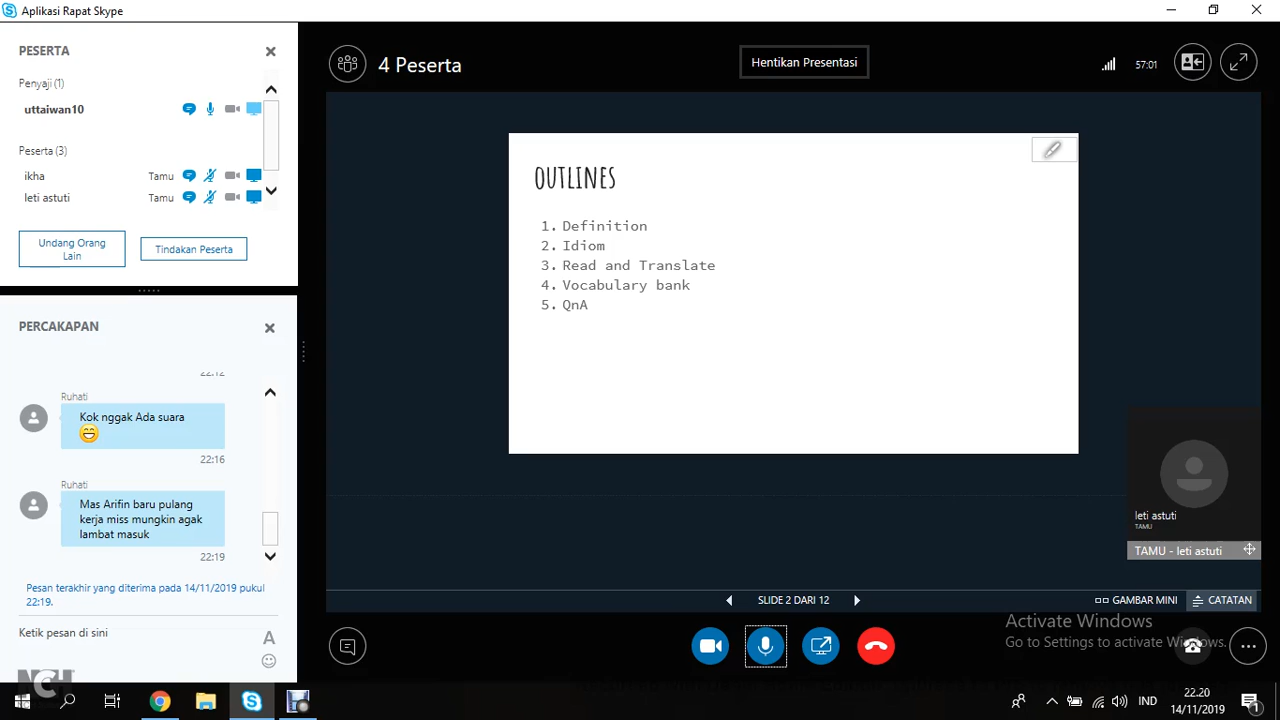 Aplikasi Rapat Skype
PESERTA
Penyaji (1)
uttaiwan10
Peserta (3)
ikha Tamu
leti astuti Tamu
Undang Orang
Lain
Tindakan Peserta
PERCAKAPAN
22:12
Ruhati
Kok nggak Ada suara
22:16
Ruhati
Mas Arifin baru pulang
kerja miss mungkin agak
lambat masuk
22:19
Pesan terakhir yang diterima pada 14/11/2019 pukul
22:19.
Ketik pesan di sini
A
NCH
4 Peserta
Hentikan Presentasi
57:01
OUTLINES
1. Definition
2. Idiom
3. Read and Translate
4. Vocabulary bank
5. QnA
leti astuti
TAMU
TAMU - leti astuti
SLIDE 2 DARI 12
GAMBAR MINI
CATATAN
Activate Windows
Go to Settings to activate Windows.
IND
22.20
14/11/2019
1